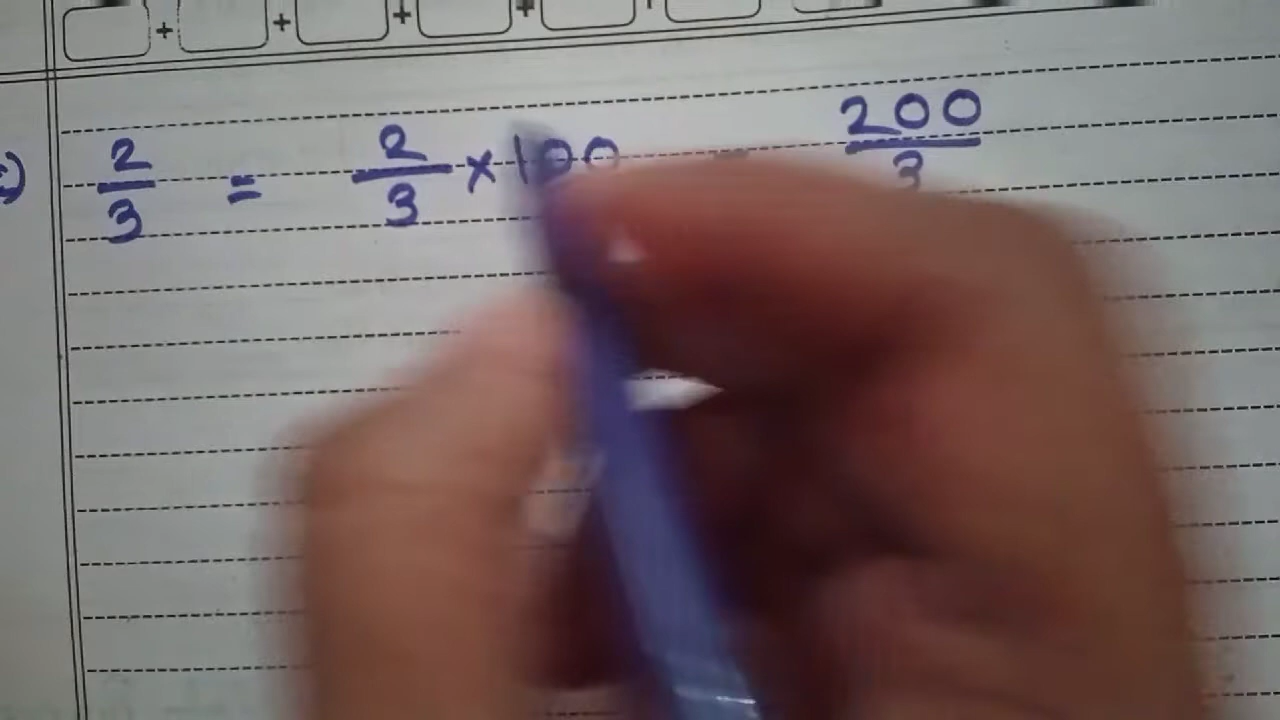 + + + + +
2/3 = 2/3 × 100 = 200/3